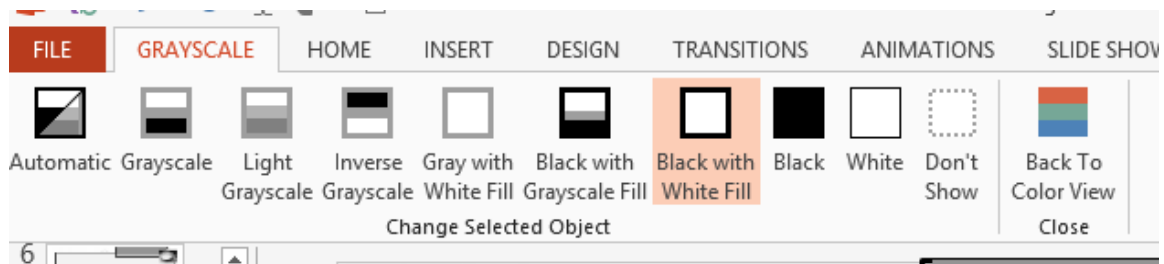 FILE GRAYSCALE HOME INSERT DESIGN TRANSITIONS ANIMATIONS SLIDE SHOW
Automatic Grayscale Light Inverse Gray with Black with Black with Black White Don't Back To
Grayscale Grayscale White Fill Grayscale Fill White Fill Show Color View
Change Selected Object Close
6